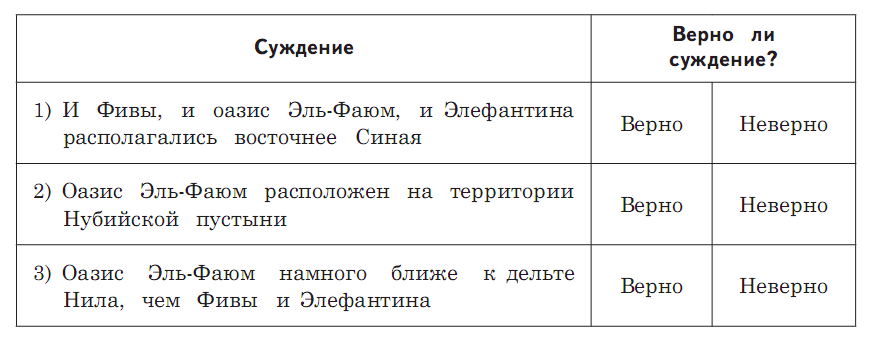 Суждение
Верно ли
суждение?
1) И Фивы, и оазис Эль-Фаюм, и Элефантина
располагались восточнее Синая
Верно
Неверно
2) Оазис Эль-Фаюм расположен на территории
Нубийской пустыни
Верно
Неверно
3) Оазис Эль-Фаюм намного ближе к дельте
Нила, чем Фивы и Элефантина
Верно
Неверно